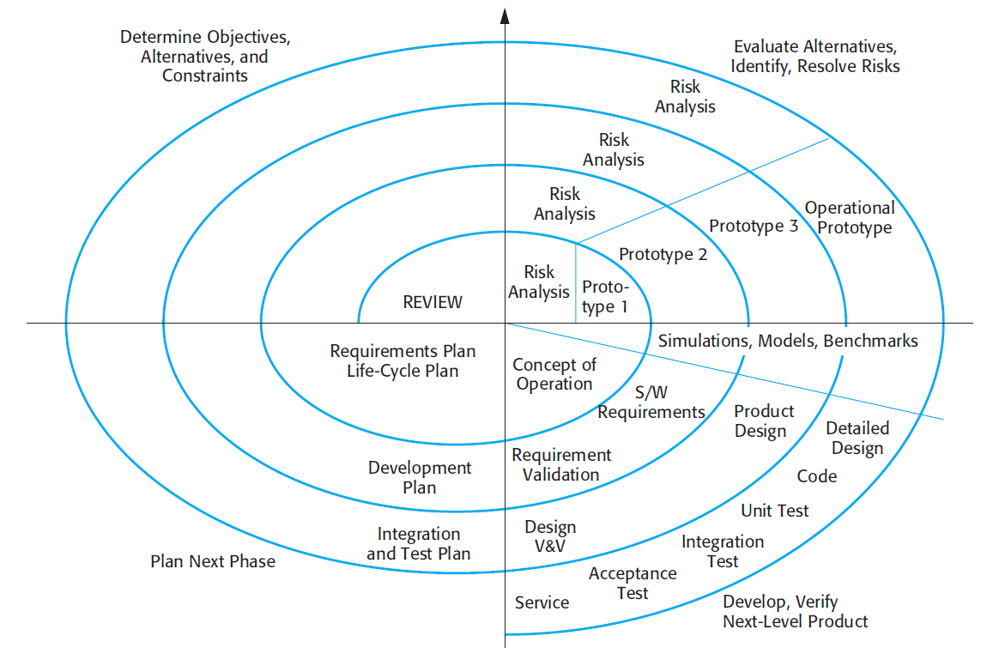 Determine Objectives,
Alternatives, and
Constraints
Evaluate Alternatives,
Identify, Resolve Risks
Risk
Analysis
Risk
Analysis
Risk
Analysis
Risk
Analysis
Operational
Prototype
Prototype 3
Prototype 2
Proto-
type 1
REVIEW
Requirements Plan
Life-Cycle Plan
Simulations, Models, Benchmarks
Concept of
Operation
S/W
Requirements
Product
Design
Detailed
Design
Development
Plan
Requirement
Validation
Code
Unit Test
Integration
and Test Plan
Design
V&V
Integration
Test
Plan Next Phase
Acceptance
Test
Service
Develop, Verify
Next-Level Product